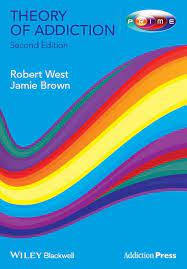 THEORY OF
ADDICTION
Second Edition
PRIME
Robert West
Jamie Brown
WILEY Blackwell
Addiction Press